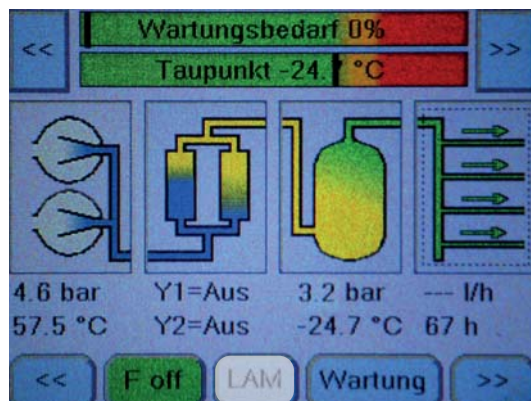 << Wartungsbedarf 0% >>
Taupunkt -24.7 °C
4.6 bar Y1=Aus 3.2 bar --- l/h
57.5 °C Y2=Aus -24.7 °C 67 h
<< F off LAM Wartung >>